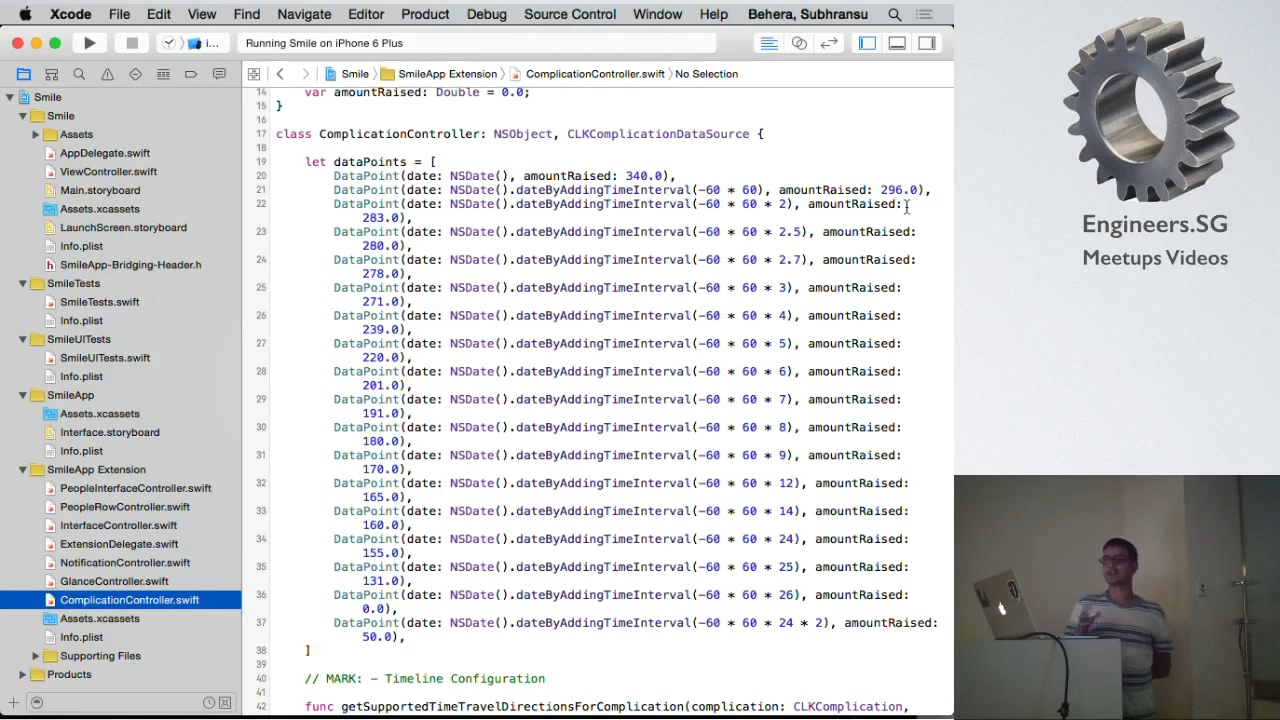 Xcode File Edit View Find Navigate Editor Product Debug Source Control Window Help Behera, Subhransu
i... Running Smile on iPhone 6 Plus
Smile SmileApp Extension ComplicationController.swift No Selection
Smile
Smile
Assets
AppDelegate.swift
ViewController.swift
Main.storyboard
Assets.xcassets
LaunchScreen.storyboard
Info.plist
SmileApp-Bridging-Header.h
SmileTests
SmileTests.swift
Info.plist
SmileUITests
SmileUITests.swift
Info.plist
SmileApp
Assets.xcassets
Interface.storyboard
Info.plist
SmileApp Extension
PeopleInterfaceController.swift
PeopleRowController.swift
InterfaceController.swift
ExtensionDelegate.swift
NotificationController.swift
GlanceController.swift
ComplicationController.swift
Assets.xcassets
Info.plist
Supporting Files
Products
14 var amountRaised: Double = 0.0;
15 }
16
17 class ComplicationController: NSObject, CLKComplicationDataSource {
18
19 let dataPoints = [
20 DataPoint(date: NSDate(), amountRaised: 340.0),
21 DataPoint(date: NSDate().dateByAddingTimeInterval(-60 * 60), amountRaised: 296.0),
22 DataPoint(date: NSDate().dateByAddingTimeInterval(-60 * 60 * 2), amountRaised:
283.0),
23 DataPoint(date: NSDate().dateByAddingTimeInterval(-60 * 60 * 2.5), amountRaised:
280.0),
24 DataPoint(date: NSDate().dateByAddingTimeInterval(-60 * 60 * 2.7), amountRaised:
278.0),
25 DataPoint(date: NSDate().dateByAddingTimeInterval(-60 * 60 * 3), amountRaised:
271.0),
26 DataPoint(date: NSDate().dateByAddingTimeInterval(-60 * 60 * 4), amountRaised:
239.0),
27 DataPoint(date: NSDate().dateByAddingTimeInterval(-60 * 60 * 5), amountRaised:
220.0),
28 DataPoint(date: NSDate().dateByAddingTimeInterval(-60 * 60 * 6), amountRaised:
201.0),
29 DataPoint(date: NSDate().dateByAddingTimeInterval(-60 * 60 * 7), amountRaised:
191.0),
30 DataPoint(date: NSDate().dateByAddingTimeInterval(-60 * 60 * 8), amountRaised:
180.0),
31 DataPoint(date: NSDate().dateByAddingTimeInterval(-60 * 60 * 9), amountRaised:
170.0),
32 DataPoint(date: NSDate().dateByAddingTimeInterval(-60 * 60 * 12), amountRaised:
165.0),
33 DataPoint(date: NSDate().dateByAddingTimeInterval(-60 * 60 * 14), amountRaised:
160.0),
34 DataPoint(date: NSDate().dateByAddingTimeInterval(-60 * 60 * 24), amountRaised:
155.0),
35 DataPoint(date: NSDate().dateByAddingTimeInterval(-60 * 60 * 25), amountRaised:
131.0),
36 DataPoint(date: NSDate().dateByAddingTimeInterval(-60 * 60 * 26), amountRaised:
0.0),
37 DataPoint(date: NSDate().dateByAddingTimeInterval(-60 * 60 * 24 * 2), amountRaised:
50.0),
38 ]
39
40 // MARK: - Timeline Configuration
41
42 func getSupportedTimeTravelDirectionsForComplication(complication: CLKComplication,
Engineers.SG
Meetups Videos